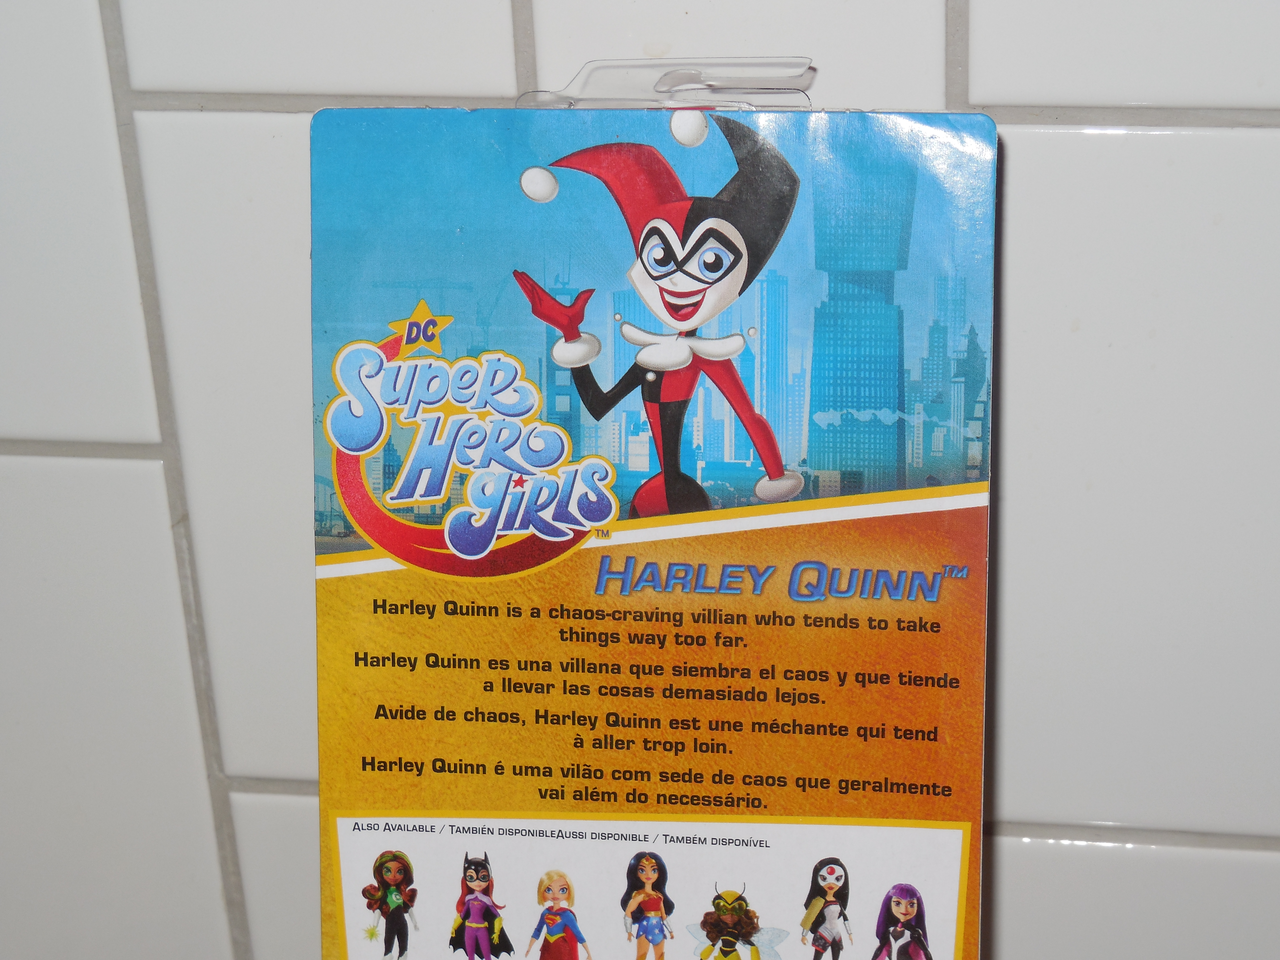 DC
Super
Hero
Girls™
Harley Quinn™
Harley Quinn is a chaos-craving villian who tends to take
things way too far.
Harley Quinn es una villana que siembra el caos y que tiende
a llevar las cosas demasiado lejos.
Avide de chaos, Harley Quinn est une méchante qui tend
à aller trop loin.
Harley Quinn é uma vilão com sede de caos que geralmente
vai além do necessário.
Also Available / También disponibleAussi disponible / Também disponível